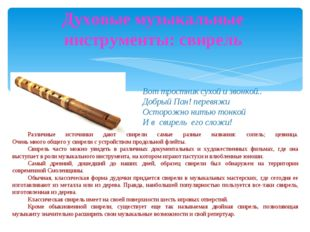 Духовые музыкальные
инструменты: свирель
Вот тростник сухой и звонкой..
Добрый Пан! перевяжи
Осторожно нитью тонкой
И в свирель его сложи!
Различные источники дают свирели самые разные названия: сопель; цевница.
Очень много общего у свирели с устройством продольной флейты.
Свирель часто можно увидеть в различных документальных и художественных фильмах, где она
выступает в роли музыкального инструмента, на котором играют пастухи и влюбленные юноши.
Самый древний, дошедший до наших дней, образец свирели был обнаружен на территории
современной Смоленщины.
Обычная, классическая форма дудочки придается свирели в музыкальных мастерских, где сегодня ее
изготавливают из металла или из дерева. Правда, наибольшей популярностью пользуется все-таки свирель,
изготовленная из дерева.
Классическая свирель имеет на своей поверхности шесть игровых отверстий.
Кроме обыкновенной свирели, существует еще так называемая двойная свирель, позволяющая
музыканту значительно расширить свои музыкальные возможности и свой репертуар.